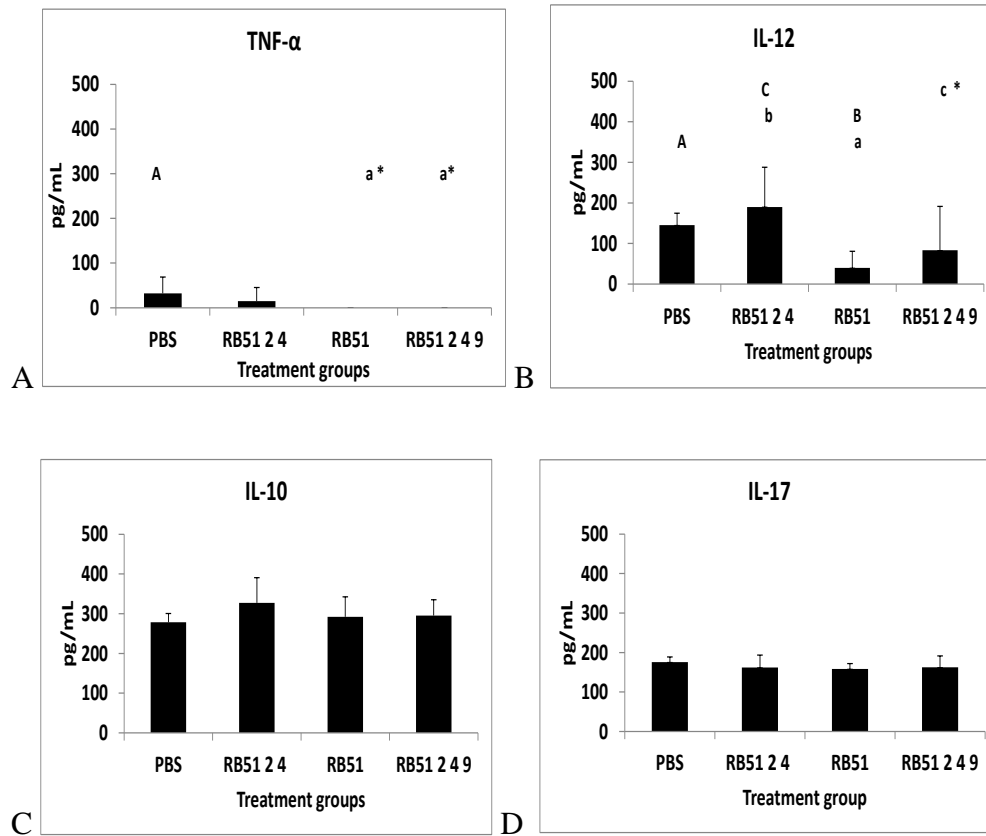 TNF-α
500
400
300
200
100
0
pg/mL
A
a *
a*
PBS
RB51 2 4
RB51
RB51 2 4 9
Treatment groups
A
IL-12
500
400
300
200
100
0
pg/mL
A
C
b
B
a
c *
PBS
RB51 2 4
RB51
RB51 2 4 9
Treatment groups
B
IL-10
500
400
300
200
100
0
pg/mL
PBS
RB51 2 4
RB51
RB51 2 4 9
Treatment groups
C
IL-17
500
400
300
200
100
0
pg/mL
PBS
RB51 2 4
RB51
RB51 2 4 9
Treatment group
D